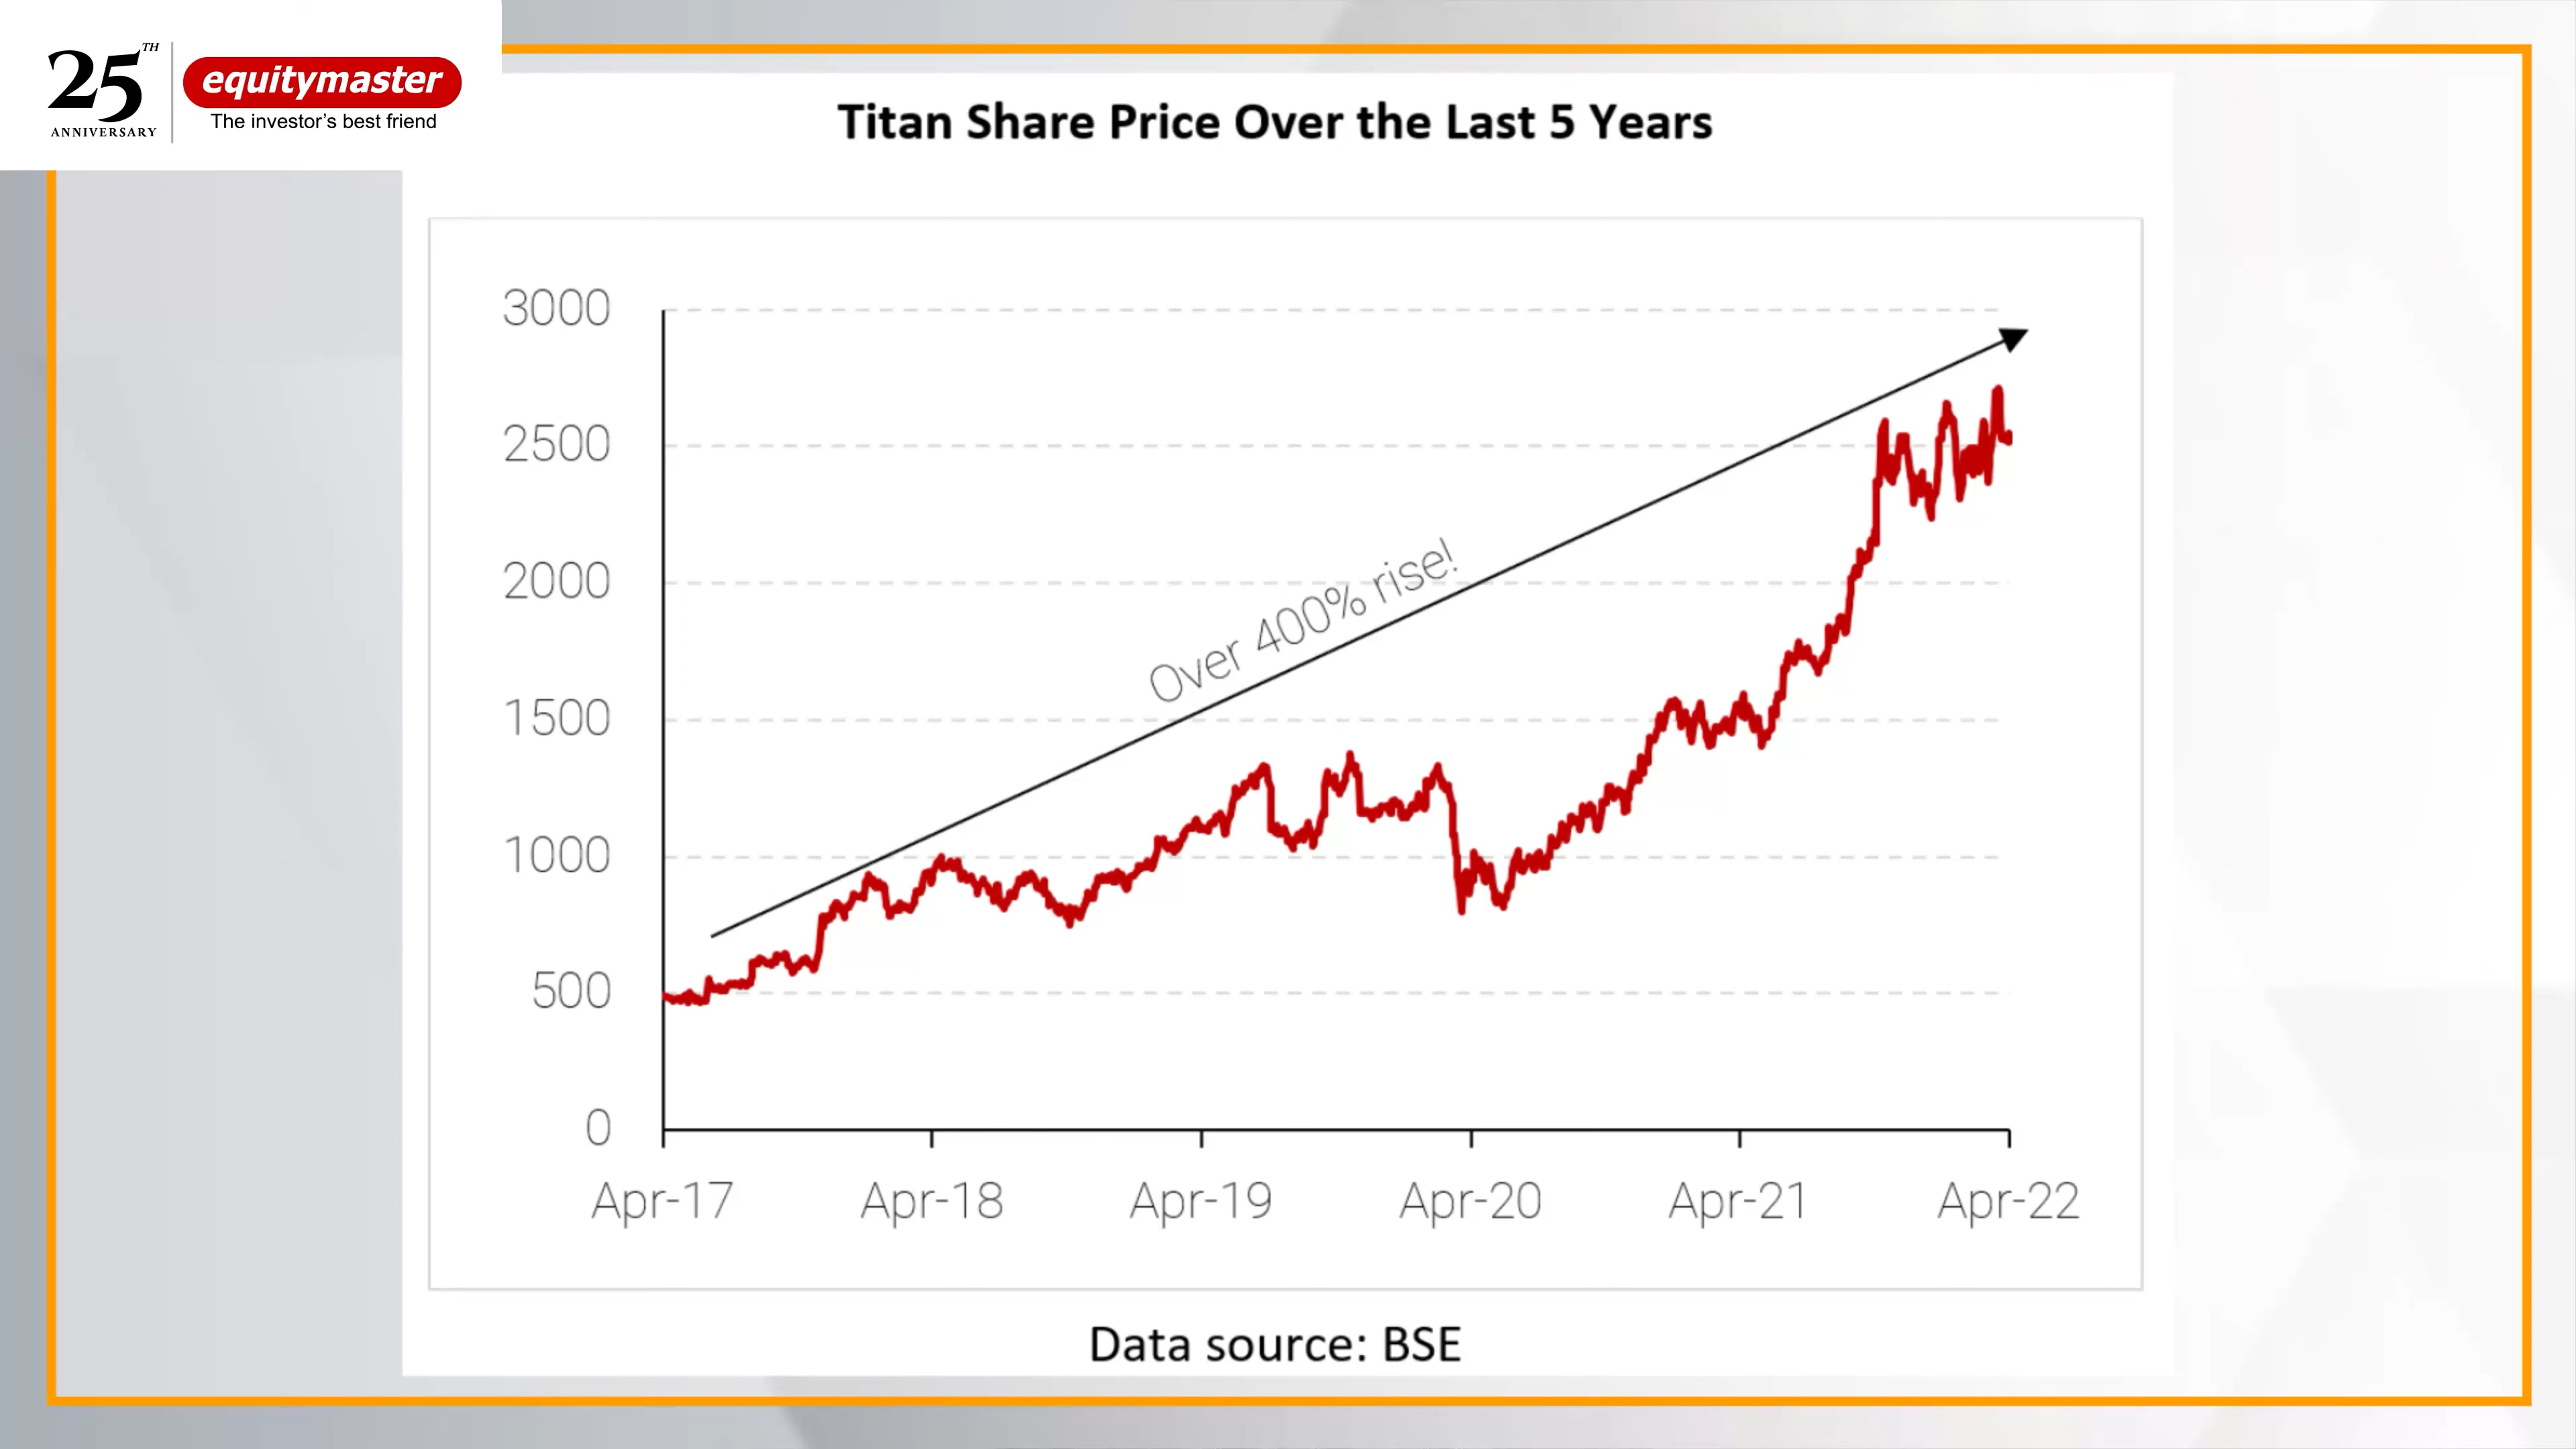 25TH
ANNIVERSARY
equitymaster
The investor's best friend
Titan Share Price Over the Last 5 Years
3000
2500
2000
1500
1000
500
0
Over 400% rise!
Apr-17 Apr-18 Apr-19 Apr-20 Apr-21 Apr-22
Data source: BSE